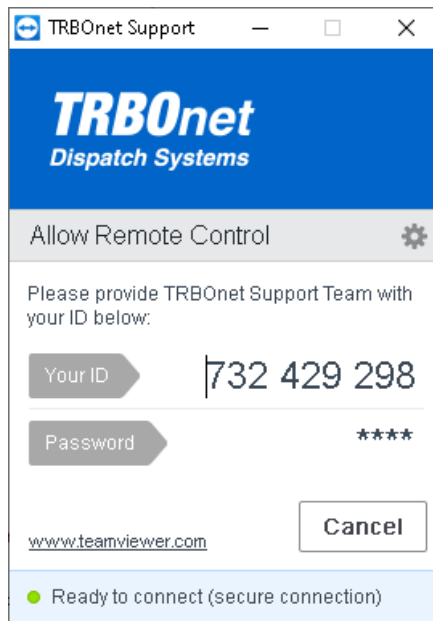 TRBOnet Support
TRBOnet
Dispatch Systems
Allow Remote Control
Please provide TRBOnet Support Team with
your ID below:
Your ID 732 429 298
Password ****
www.teamviewer.com Cancel
Ready to connect (secure connection)